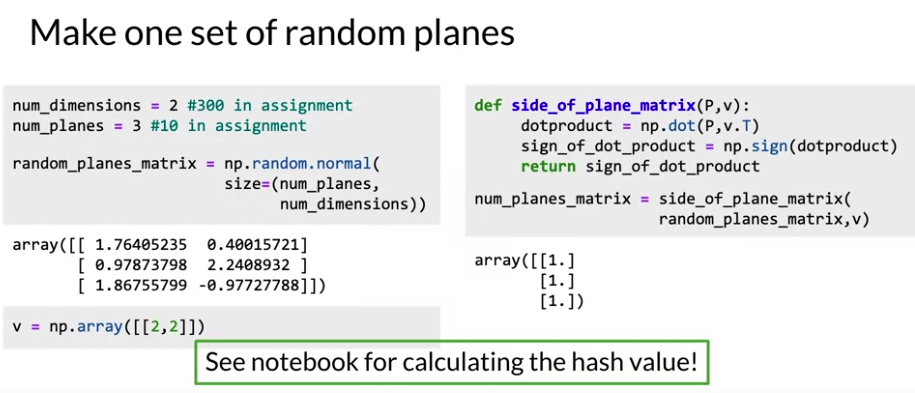 Make one set of random planes
num_dimensions = 2 #300 in assignment
num_planes = 3 #10 in assignment
random_planes_matrix = np.random.normal(
size=(num_planes,
num_dimensions))
array([[ 1.76405235 0.40015721]
[ 0.97873798 2.2408932 ]
[ 1.86755799 -0.97727788]])
v = np.array([[2,2]])
def side_of_plane_matrix(P,v):
dotproduct = np.dot(P,v.T)
sign_of_dot_product = np.sign(dotproduct)
return sign_of_dot_product
num_planes_matrix = side_of_plane_matrix(
random_planes_matrix,v)
array([[1.]
[1.]
[1.])
See notebook for calculating the hash value!